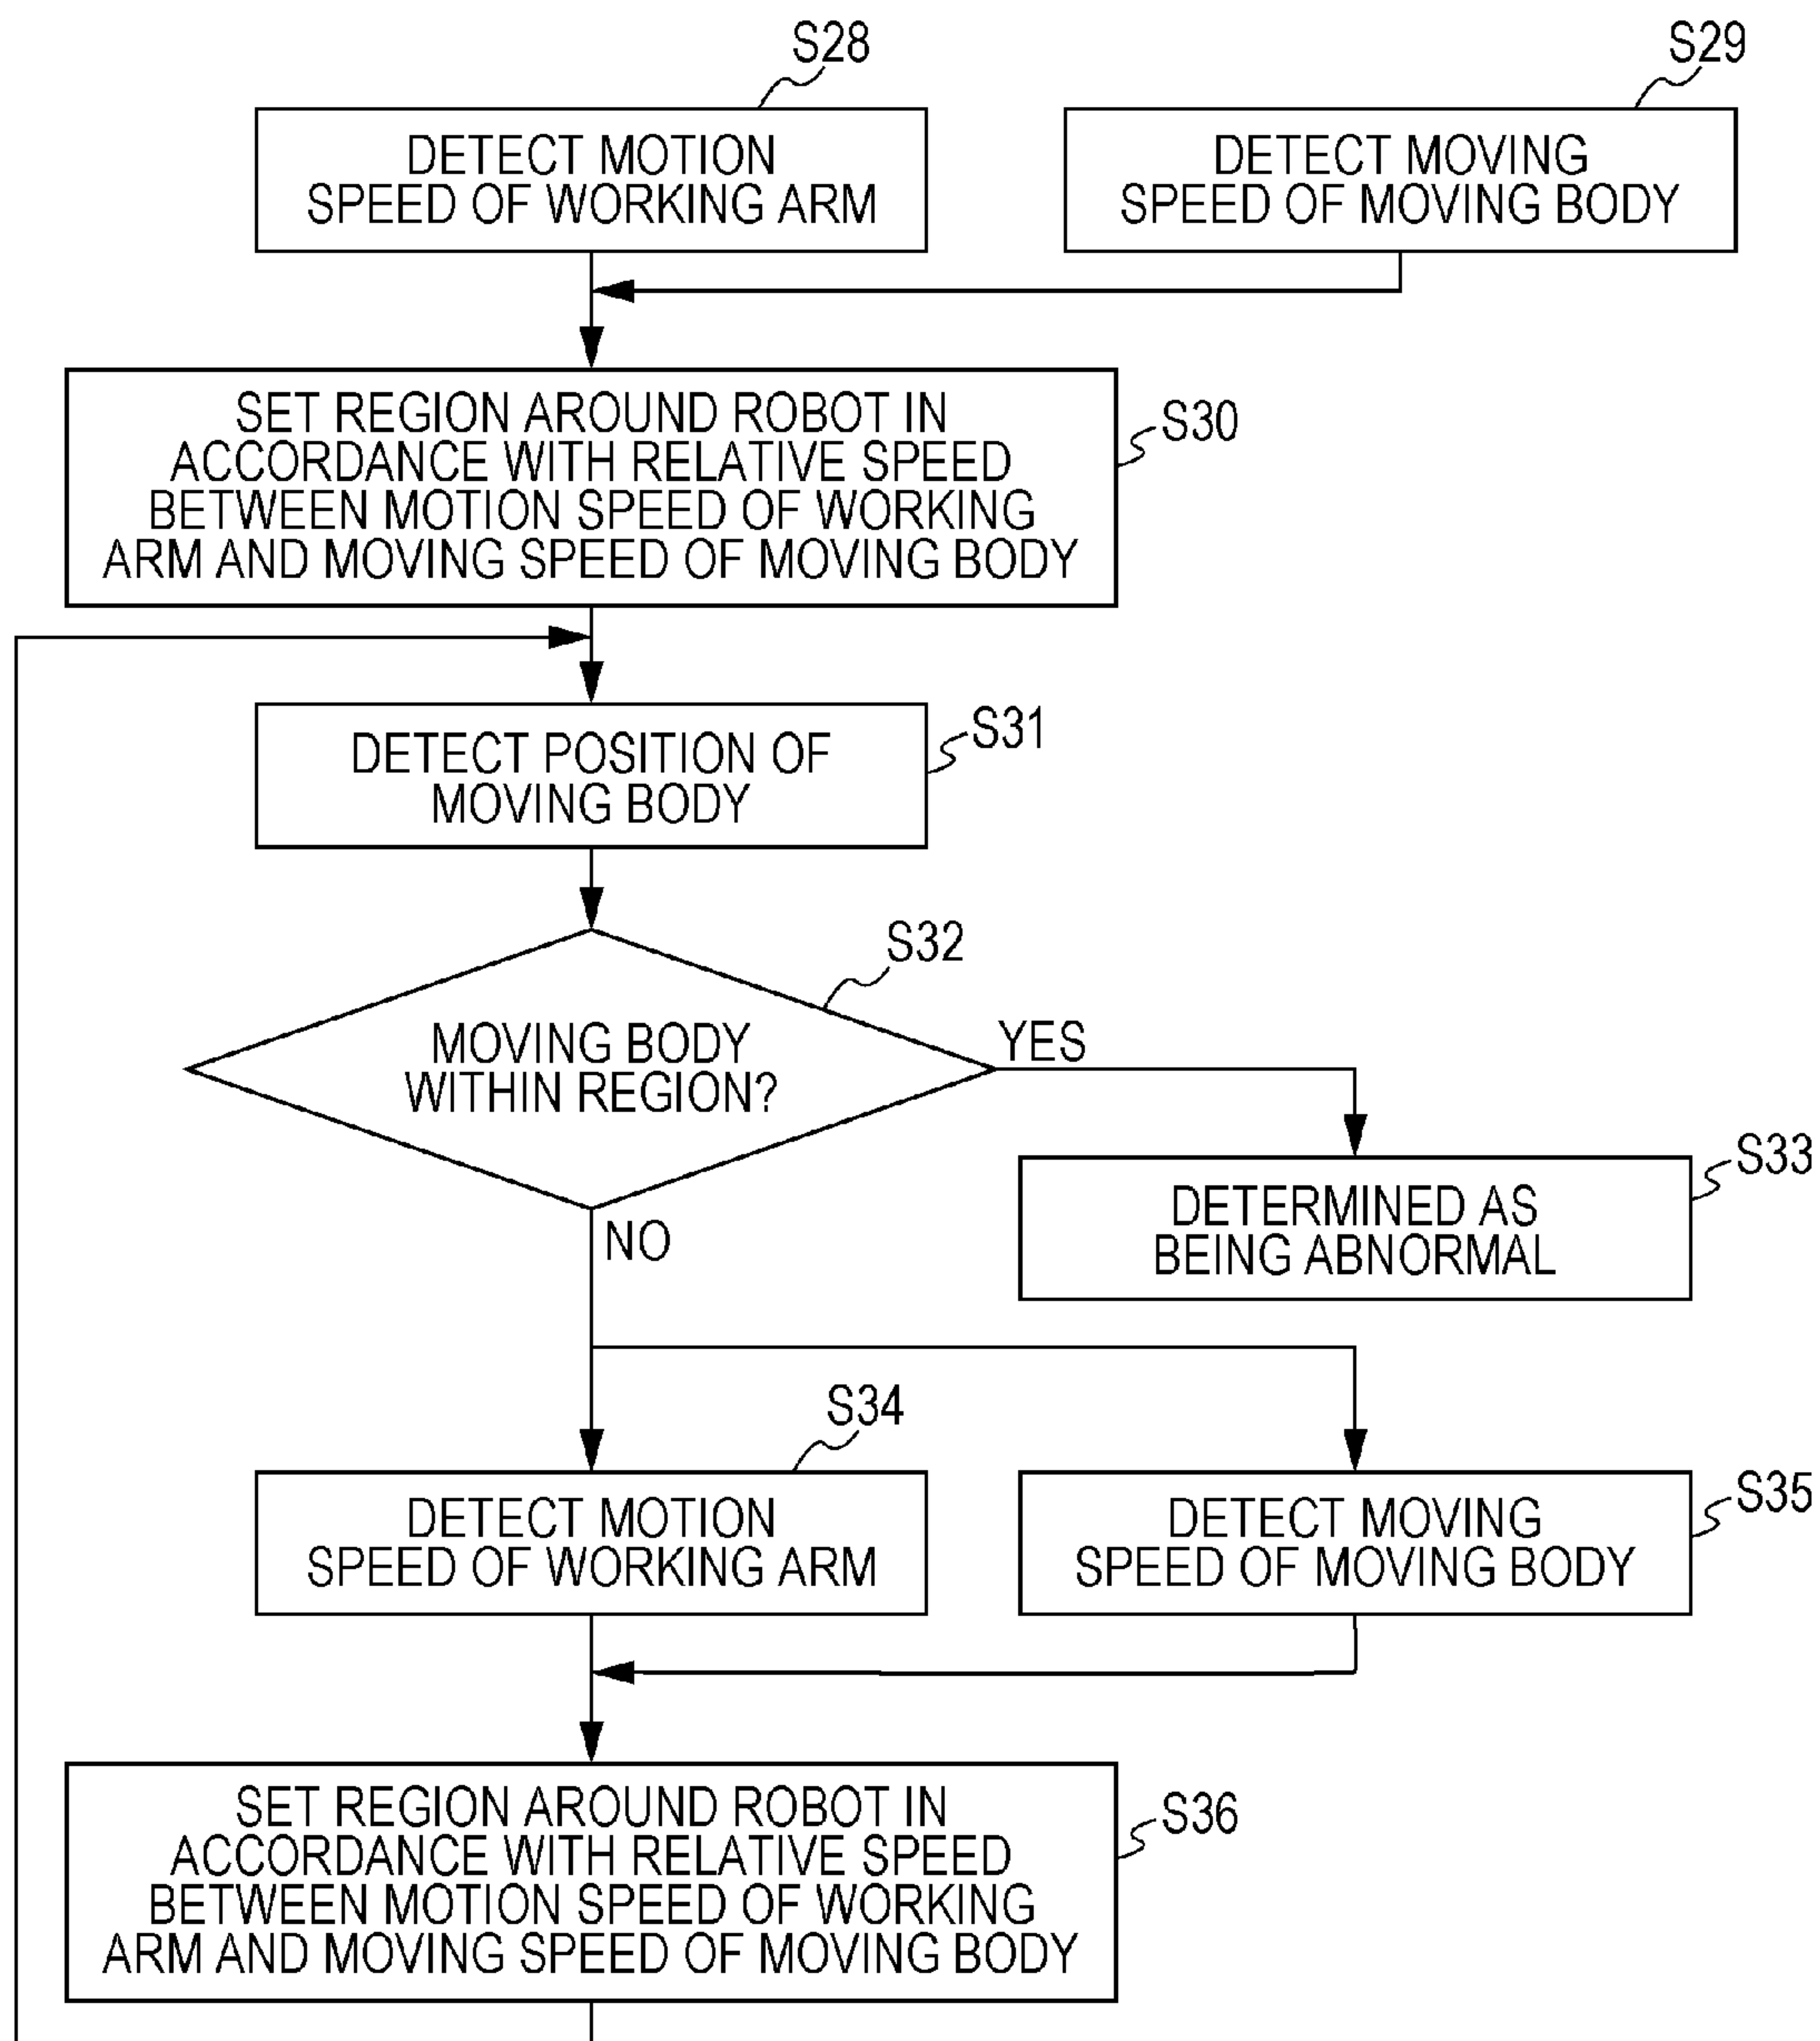 S28
DETECT MOTION
SPEED OF WORKING ARM
S29
DETECT MOVING
SPEED OF MOVING BODY
SET REGION AROUND ROBOT IN
ACCORDANCE WITH RELATIVE SPEED
BETWEEN MOTION SPEED OF WORKING
ARM AND MOVING SPEED OF MOVING BODY
S30
DETECT POSITION OF
MOVING BODY
S31
S32
MOVING BODY
WITHIN REGION?
YES
NO
S33
DETERMINED AS
BEING ABNORMAL
S34
DETECT MOTION
SPEED OF WORKING ARM
S35
DETECT MOVING
SPEED OF MOVING BODY
SET REGION AROUND ROBOT IN
ACCORDANCE WITH RELATIVE SPEED
BETWEEN MOTION SPEED OF WORKING
ARM AND MOVING SPEED OF MOVING BODY
S36